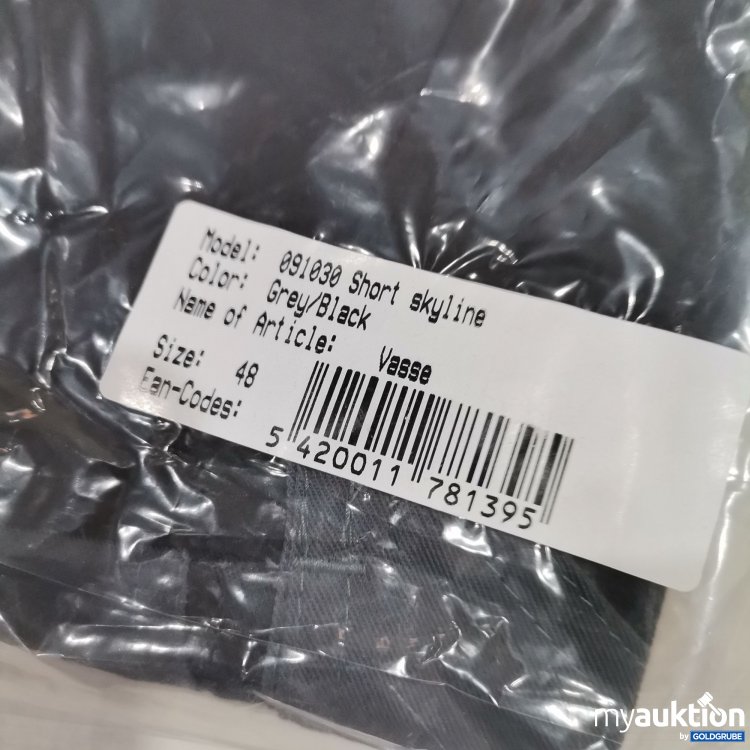 Model: 091030 Short skyline
Color: Grey/Black
Name of Article: Vasse
Size: 48
Ean-Codes:
5 420011 781395
myauktion
by GOLDGRUBE